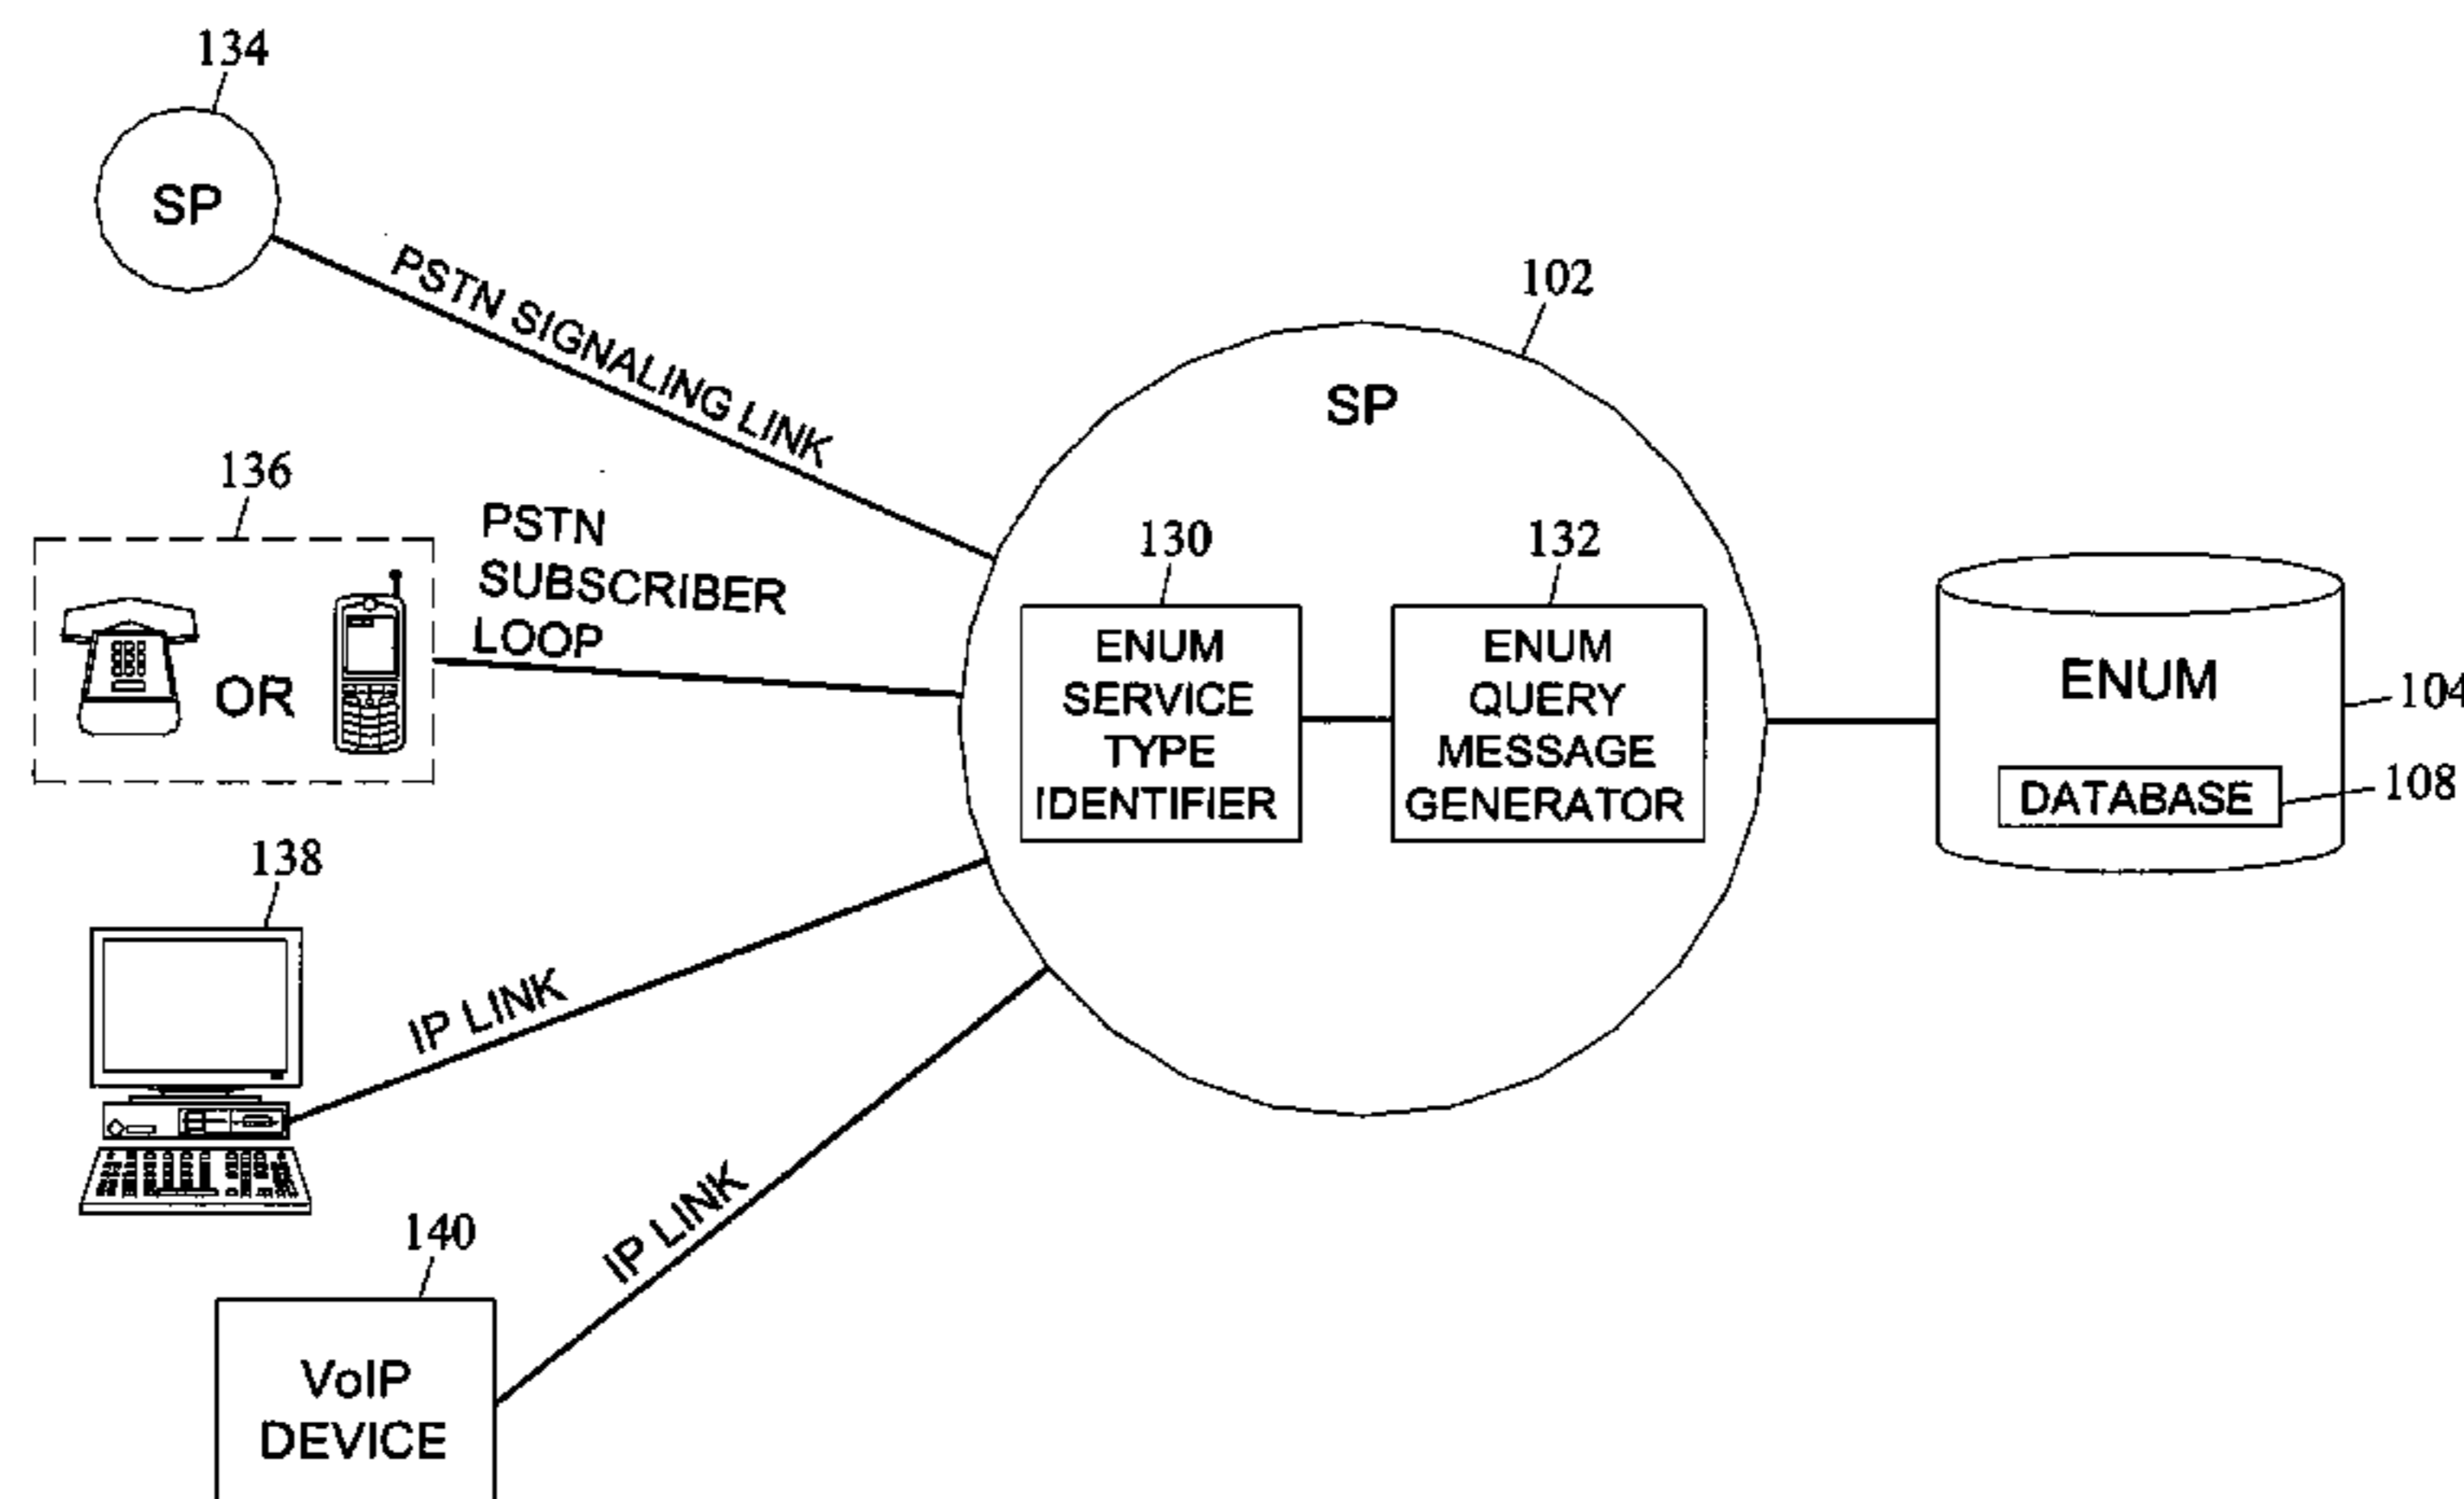 134
SP
PSTN SIGNALING LINK
102
SP
136
PSTN
SUBSCRIBER
LOOP
OR
130
ENUM
SERVICE
TYPE
IDENTIFIER
132
ENUM
QUERY
MESSAGE
GENERATOR
ENUM
104
DATABASE
108
138
IP LINK
140
IP LINK
VoIP
DEVICE